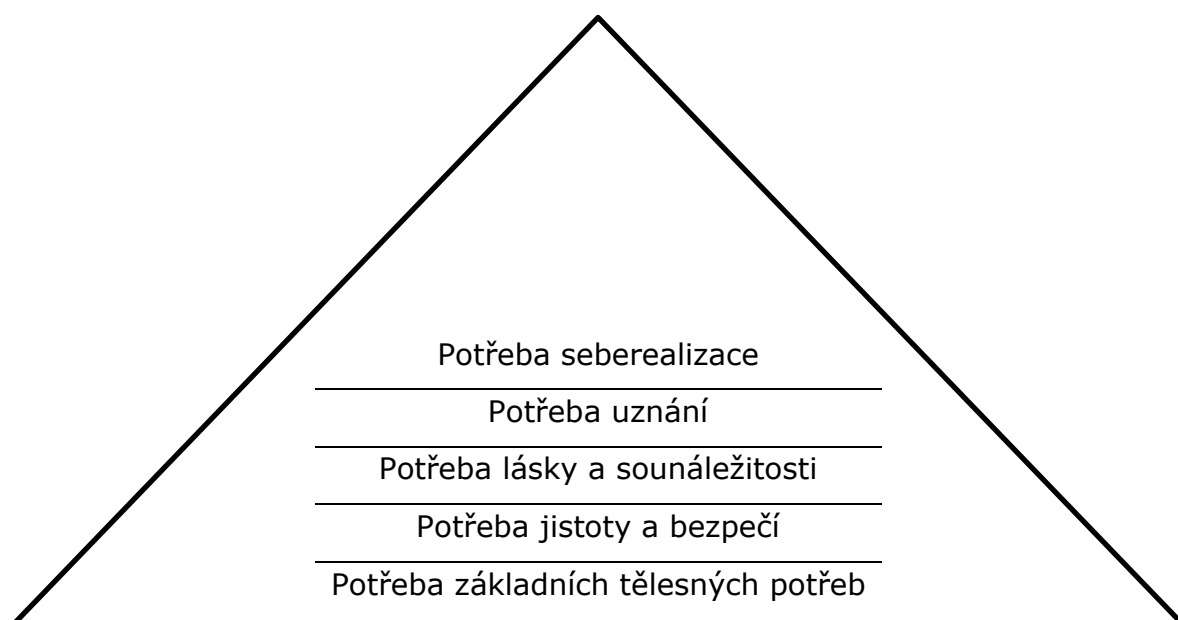 Potřeba seberealizace
Potřeba uznání
Potřeba lásky a sounáležitosti
Potřeba jistoty a bezpečí
Potřeba základních tělesných potřeb